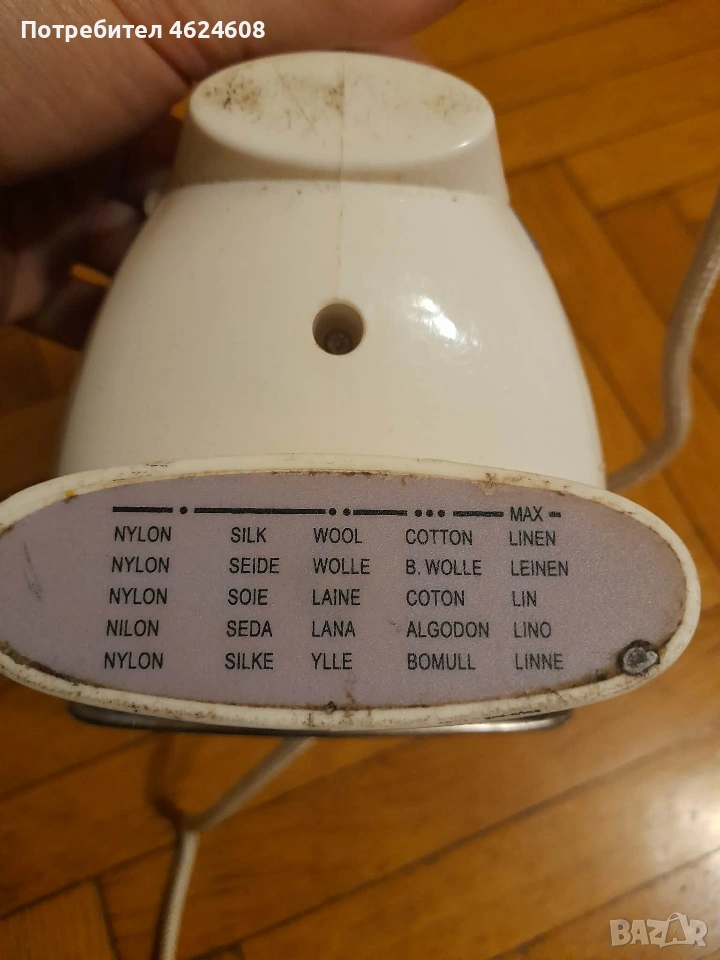 Потребител 4624608
MAX
NYLON SILK WOOL COTTON LINEN
NYLON SEIDE WOLLE B. WOLLE LEINEN
NYLON SOIE LAINE COTON LIN
NILON SEDA LANA ALGODON LINO
NYLON SILKE YLLE BOMULL LINNE
BAZAR